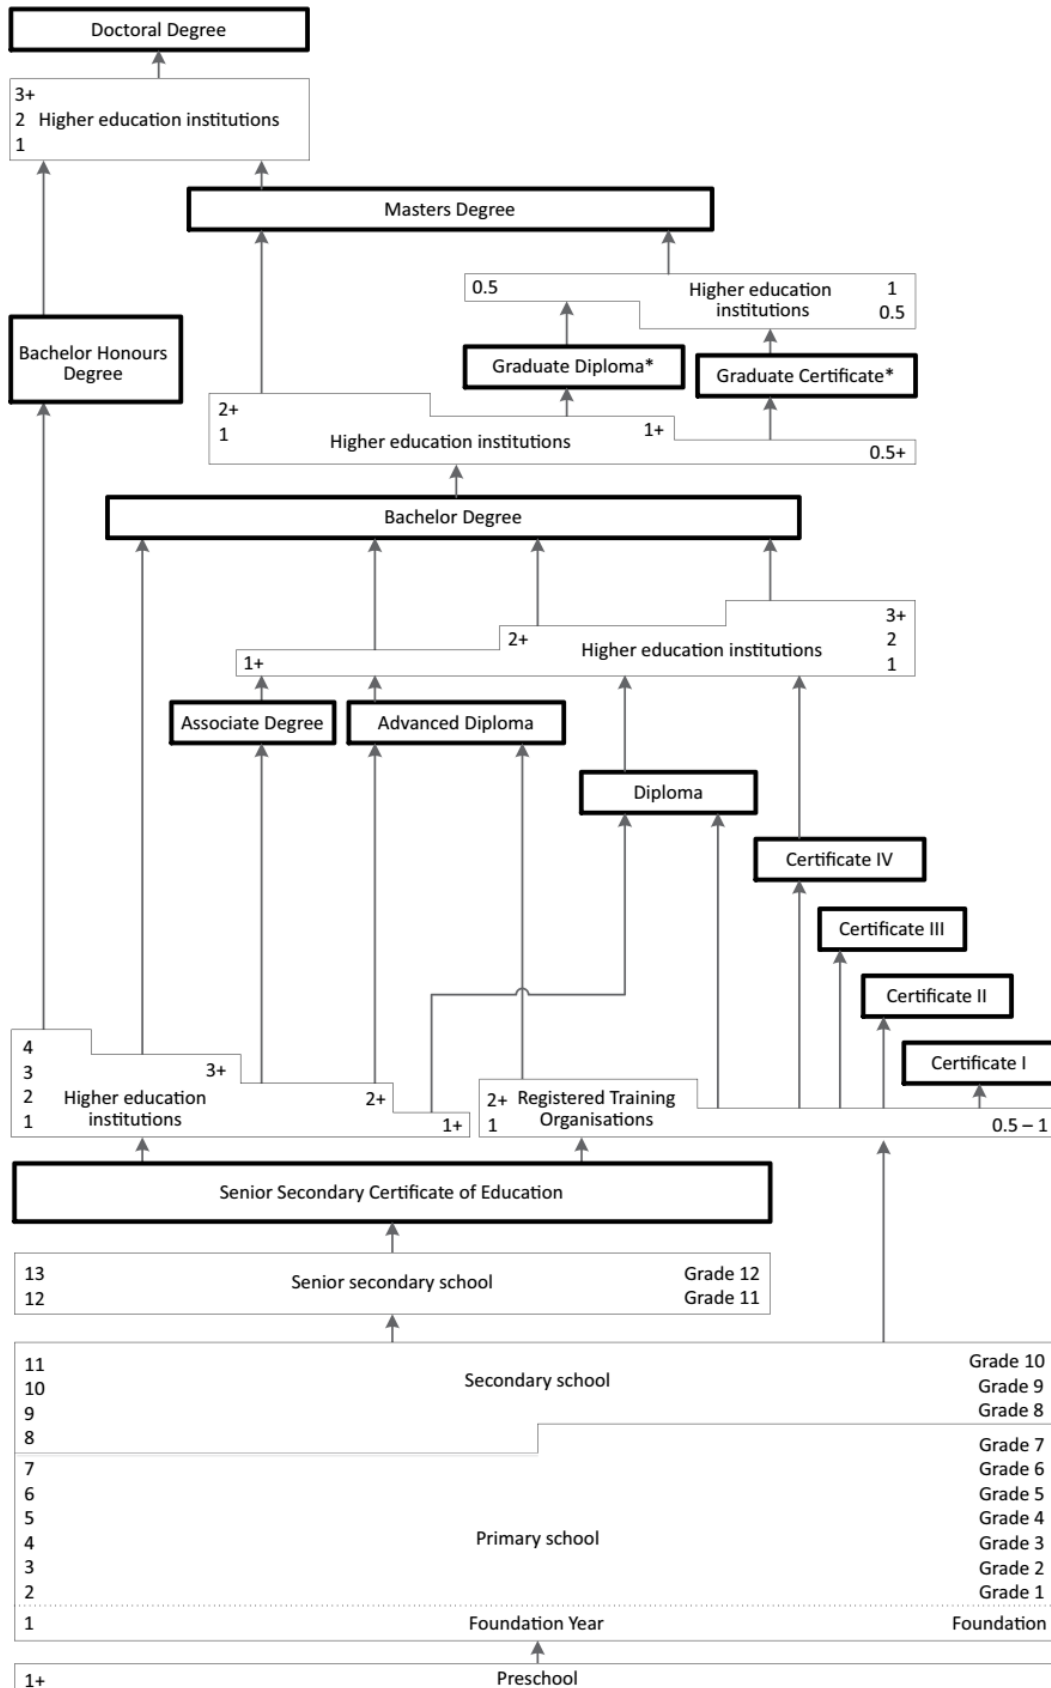 Doctoral Degree
3+
2 Higher education institutions
1
Masters Degree
0.5
Higher education institutions
1
0.5
Bachelor Honours
Degree
Graduate Diploma*
Graduate Certificate*
2+
1
Higher education institutions
1+
0.5+
Bachelor Degree
3+
2+
2
Higher education institutions
1+
1
Associate Degree
Advanced Diploma
Diploma
Certificate IV
Certificate III
Certificate II
Certificate I
4
3
3+
2
Higher education
institutions
1
2+
1+
2+ Registered Training
1 Organisations
0.5 – 1
Senior Secondary Certificate of Education
13 Senior secondary school Grade 12
12 Grade 11
11 Grade 10
Secondary school
10 Grade 9
9 Grade 8
8
Grade 7
7 Grade 6
6 Grade 5
5 Grade 4
Primary school
4 Grade 3
3 Grade 2
2 Grade 1
1 Foundation Year Foundation
1+ Preschool